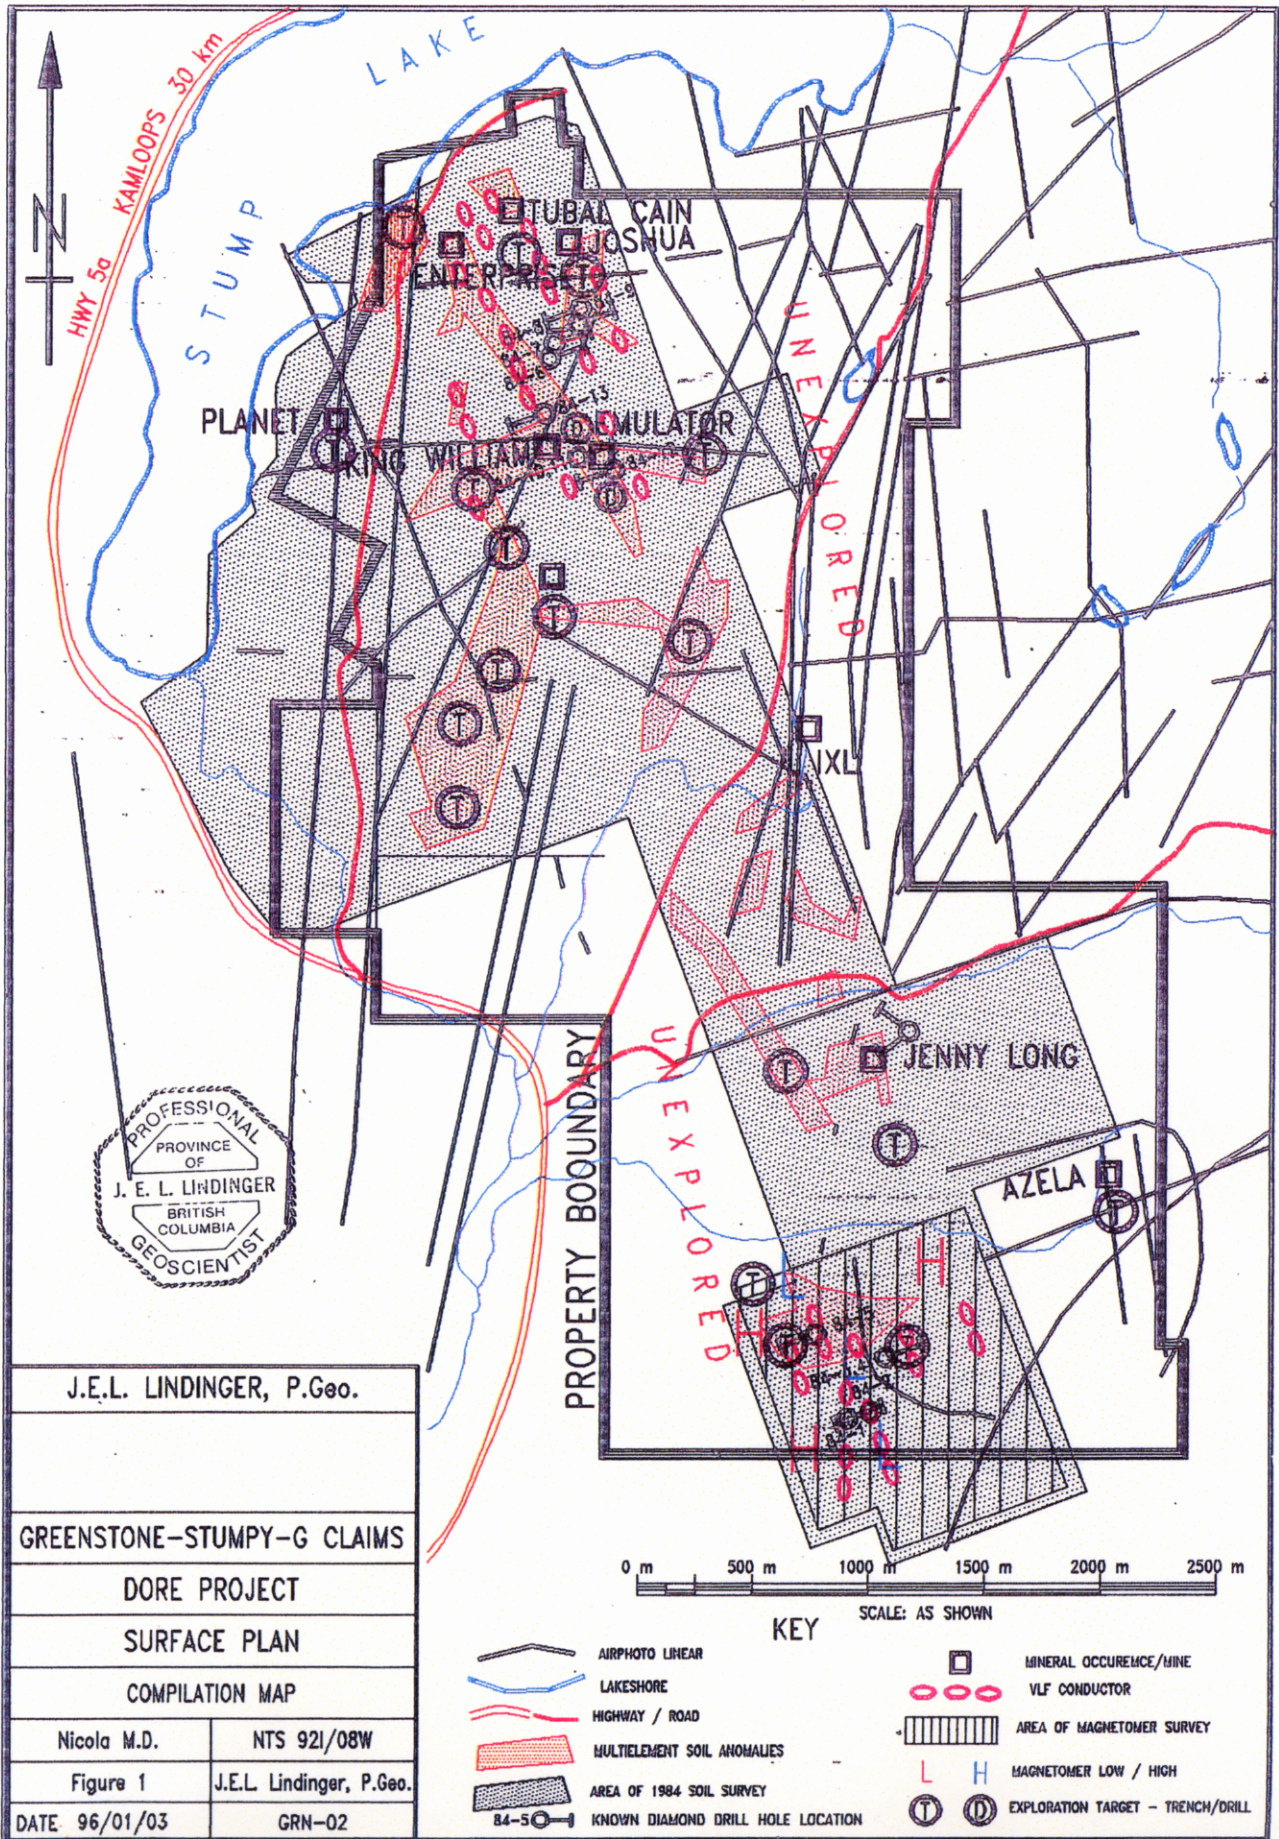 LAKE
STUMP
KAMLOOPS 30 km
HWY 5a
N
TUBAL CAIN
JOSHUA
ENTERPRISE
84-13
PLANET
EMULATOR
KING WILLIAM
UNEXPLORED
IXL
JENNY LONG
AZELA
UNEXPLORED
PROPERTY BOOUNDARY
PROFESSIONAL
PROVINCE
OF
J. E. L. LINDINGER
BRITISH
COLUMBIA
GEOSCIENTIST
J.E.L. LINDINGER, P.Geo.
GREENSTONE-STUMPY-G CLAIMS
DORE PROJECT
SURFACE PLAN
COMPILATION MAP
Nicola M.D.
NTS 92I/08W
Figure 1
J.E.L. Lindinger, P.Geo.
DATE 96/01/03
GRN-02
0 m 500 m 1000 m 1500 m 2000 m 2500 m
SCALE: AS SHOWN
KEY
AIRPHOTO LINEAR
LAKESHORE
HIGHWAY / ROAD
MULTIELEMENT SOIL ANOMALIES
AREA OF 1984 SOIL SURVEY
84-5 KNOWN DIAMOND DRILL HOLE LOCATION
MINERAL OCCUREMCE/MINE
VLF CONDUCTOR
AREA OF MAGNETOMER SURVEY
L H MAGNETOMER LOW / HIGH
T D EXPLORATION TARGET - TRENCH/DRILL